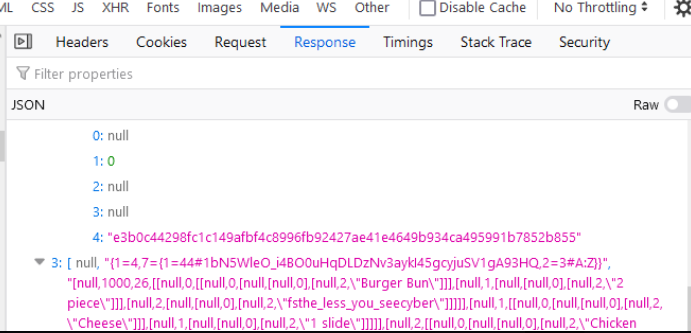 ML CSS JS XHR Fonts Images Media WS Other Disable Cache No Throttling
Headers Cookies Request Response Timings Stack Trace Security
Filter properties
JSON Raw
0: null
1: 0
2: null
3: null
4: "e3b0c44298fc1c149afbf4c8996fb92427ae41e4649b934ca495991b7852b855"
3: [ null, "{1=4,7={1=44#1bN5WleO_i4BO0uHqDLDzNv3aykI45gcyjuSV1gA93HQ,2=3#A:Z}}",
"[null,1000,26,[[null,0,[[null,0,[null,null,0],[null,2,\"Burger Bun\"]]],[null,1,[null,null,0],[null,2,\"2
piece\"]]],[null,2,[null,null,0],[null,2,\"fsthe_less_you_seecyber\"]]]]],[null,1,[[null,0,[null,null,0],[null,2,
\"Cheese\"]]],[null,1,[null,null,0],[null,2,\"1 slide\"]]]]],[null,2,[[null,0,[null,null,0],[null,2,\"Chicken